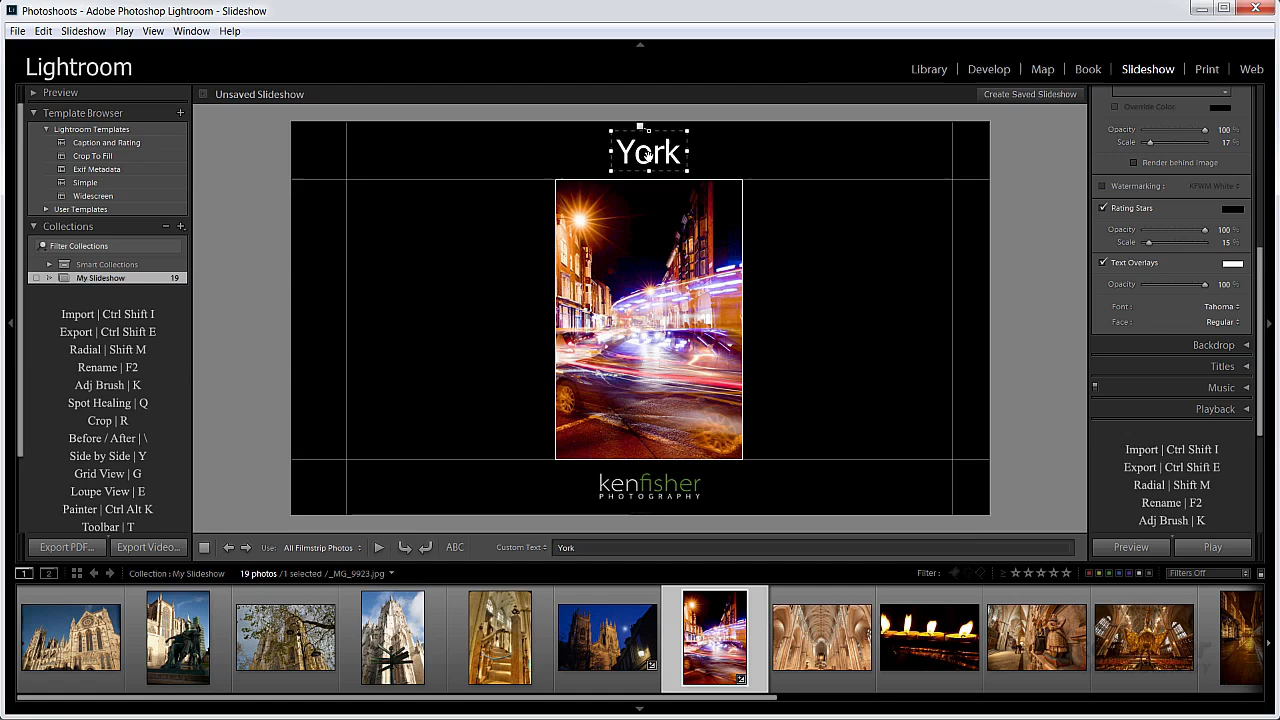 Photoshoots - Adobe Photoshop Lightroom - Slideshow
File Edit Slideshow Play View Window Help
Lightroom
Library | Develop | Map | Book | Slideshow | Print | Web
Preview
Template Browser
Lightroom Templates
Caption and Rating
Crop To Fill
Exif Metadata
Simple
Widescreen
User Templates
Collections
Filter Collections
Smart Collections
My Slideshow 19
Import | Ctrl Shift I
Export | Ctrl Shift E
Radial | Shift M
Rename | F2
Adj Brush | K
Spot Healing | Q
Crop | R
Before / After | \
Side by Side | Y
Grid View | G
Loupe View | E
Painter | Ctrl Alt K
Toolbar | T
Export PDF... Export Video...
Unsaved Slideshow
Create Saved Slideshow
York
kenfisher
PHOTOGRAPHY
Use: All Filmstrip Photos ABC Custom Text York
Override Color
Opacity 100 %
Scale 17 %
Render behind Image
Watermarking : KFWM White
Rating Stars
Opacity 100 %
Scale 15 %
Text Overlays
Opacity 100 %
Font : Tahoma
Face : Regular
Backdrop
Titles
Music
Playback
Import | Ctrl Shift I
Export | Ctrl Shift E
Radial | Shift M
Rename | F2
Adj Brush | K
Preview Play
1 2 Collection : My Slideshow 19 photos / 1 selected / _MG_9923.jpg Filter : Filters Off